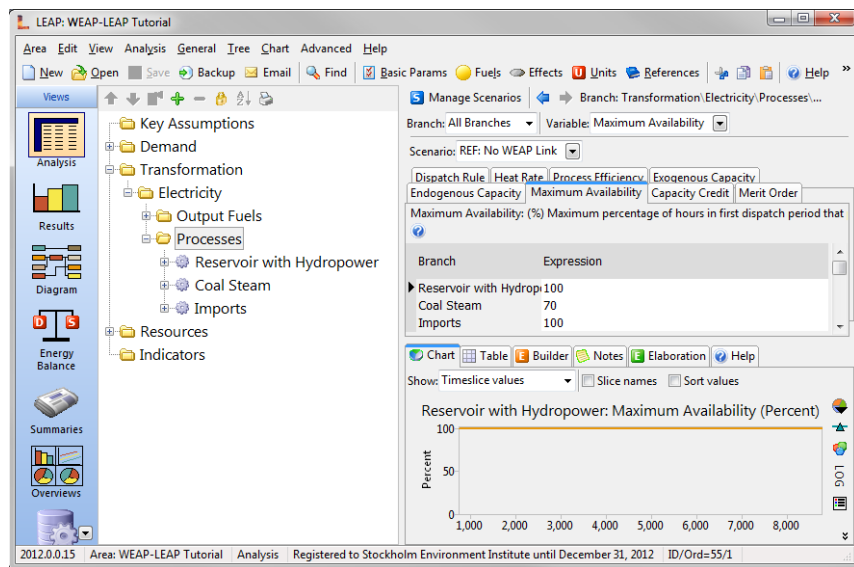 LEAP: WEAP-LEAP Tutorial
Area Edit View Analysis General Tree Chart Advanced Help
New Open Save Backup Email Find Basic Params Fuels Effects Units References Help »
Views
Manage Scenarios Branch: Transformation\Electricity\Processes\...
Key Assumptions
Branch: All Branches Variable: Maximum Availability
Demand
Analysis
Transformation
Scenario: REF: No WEAP Link
Electricity
Dispatch Rule Heat Rate Process Efficiency Exogenous Capacity
Endogenous Capacity Maximum Availability Capacity Credit Merit Order
Output Fuels
Maximum Availability: (%) Maximum percentage of hours in first dispatch period that
Results
Processes
Reservoir with Hydropower
Branch Expression
Coal Steam
Reservoir with Hydrop 100
Diagram
Imports
Coal Steam 70
Imports 100
Resources
Energy
Balance
Indicators
Chart Table Builder Notes Elaboration Help
Show: Timeslice values Slice names Sort values
Reservoir with Hydropower: Maximum Availability (Percent)
Summaries
100
Percent
50
LOG
Overviews
0
1,000 2,000 3,000 4,000 5,000 6,000 7,000 8,000
2012.0.0.15 Area: WEAP-LEAP Tutorial Analysis Registered to Stockholm Environment Institute until December 31, 2012 ID/Ord=55/1